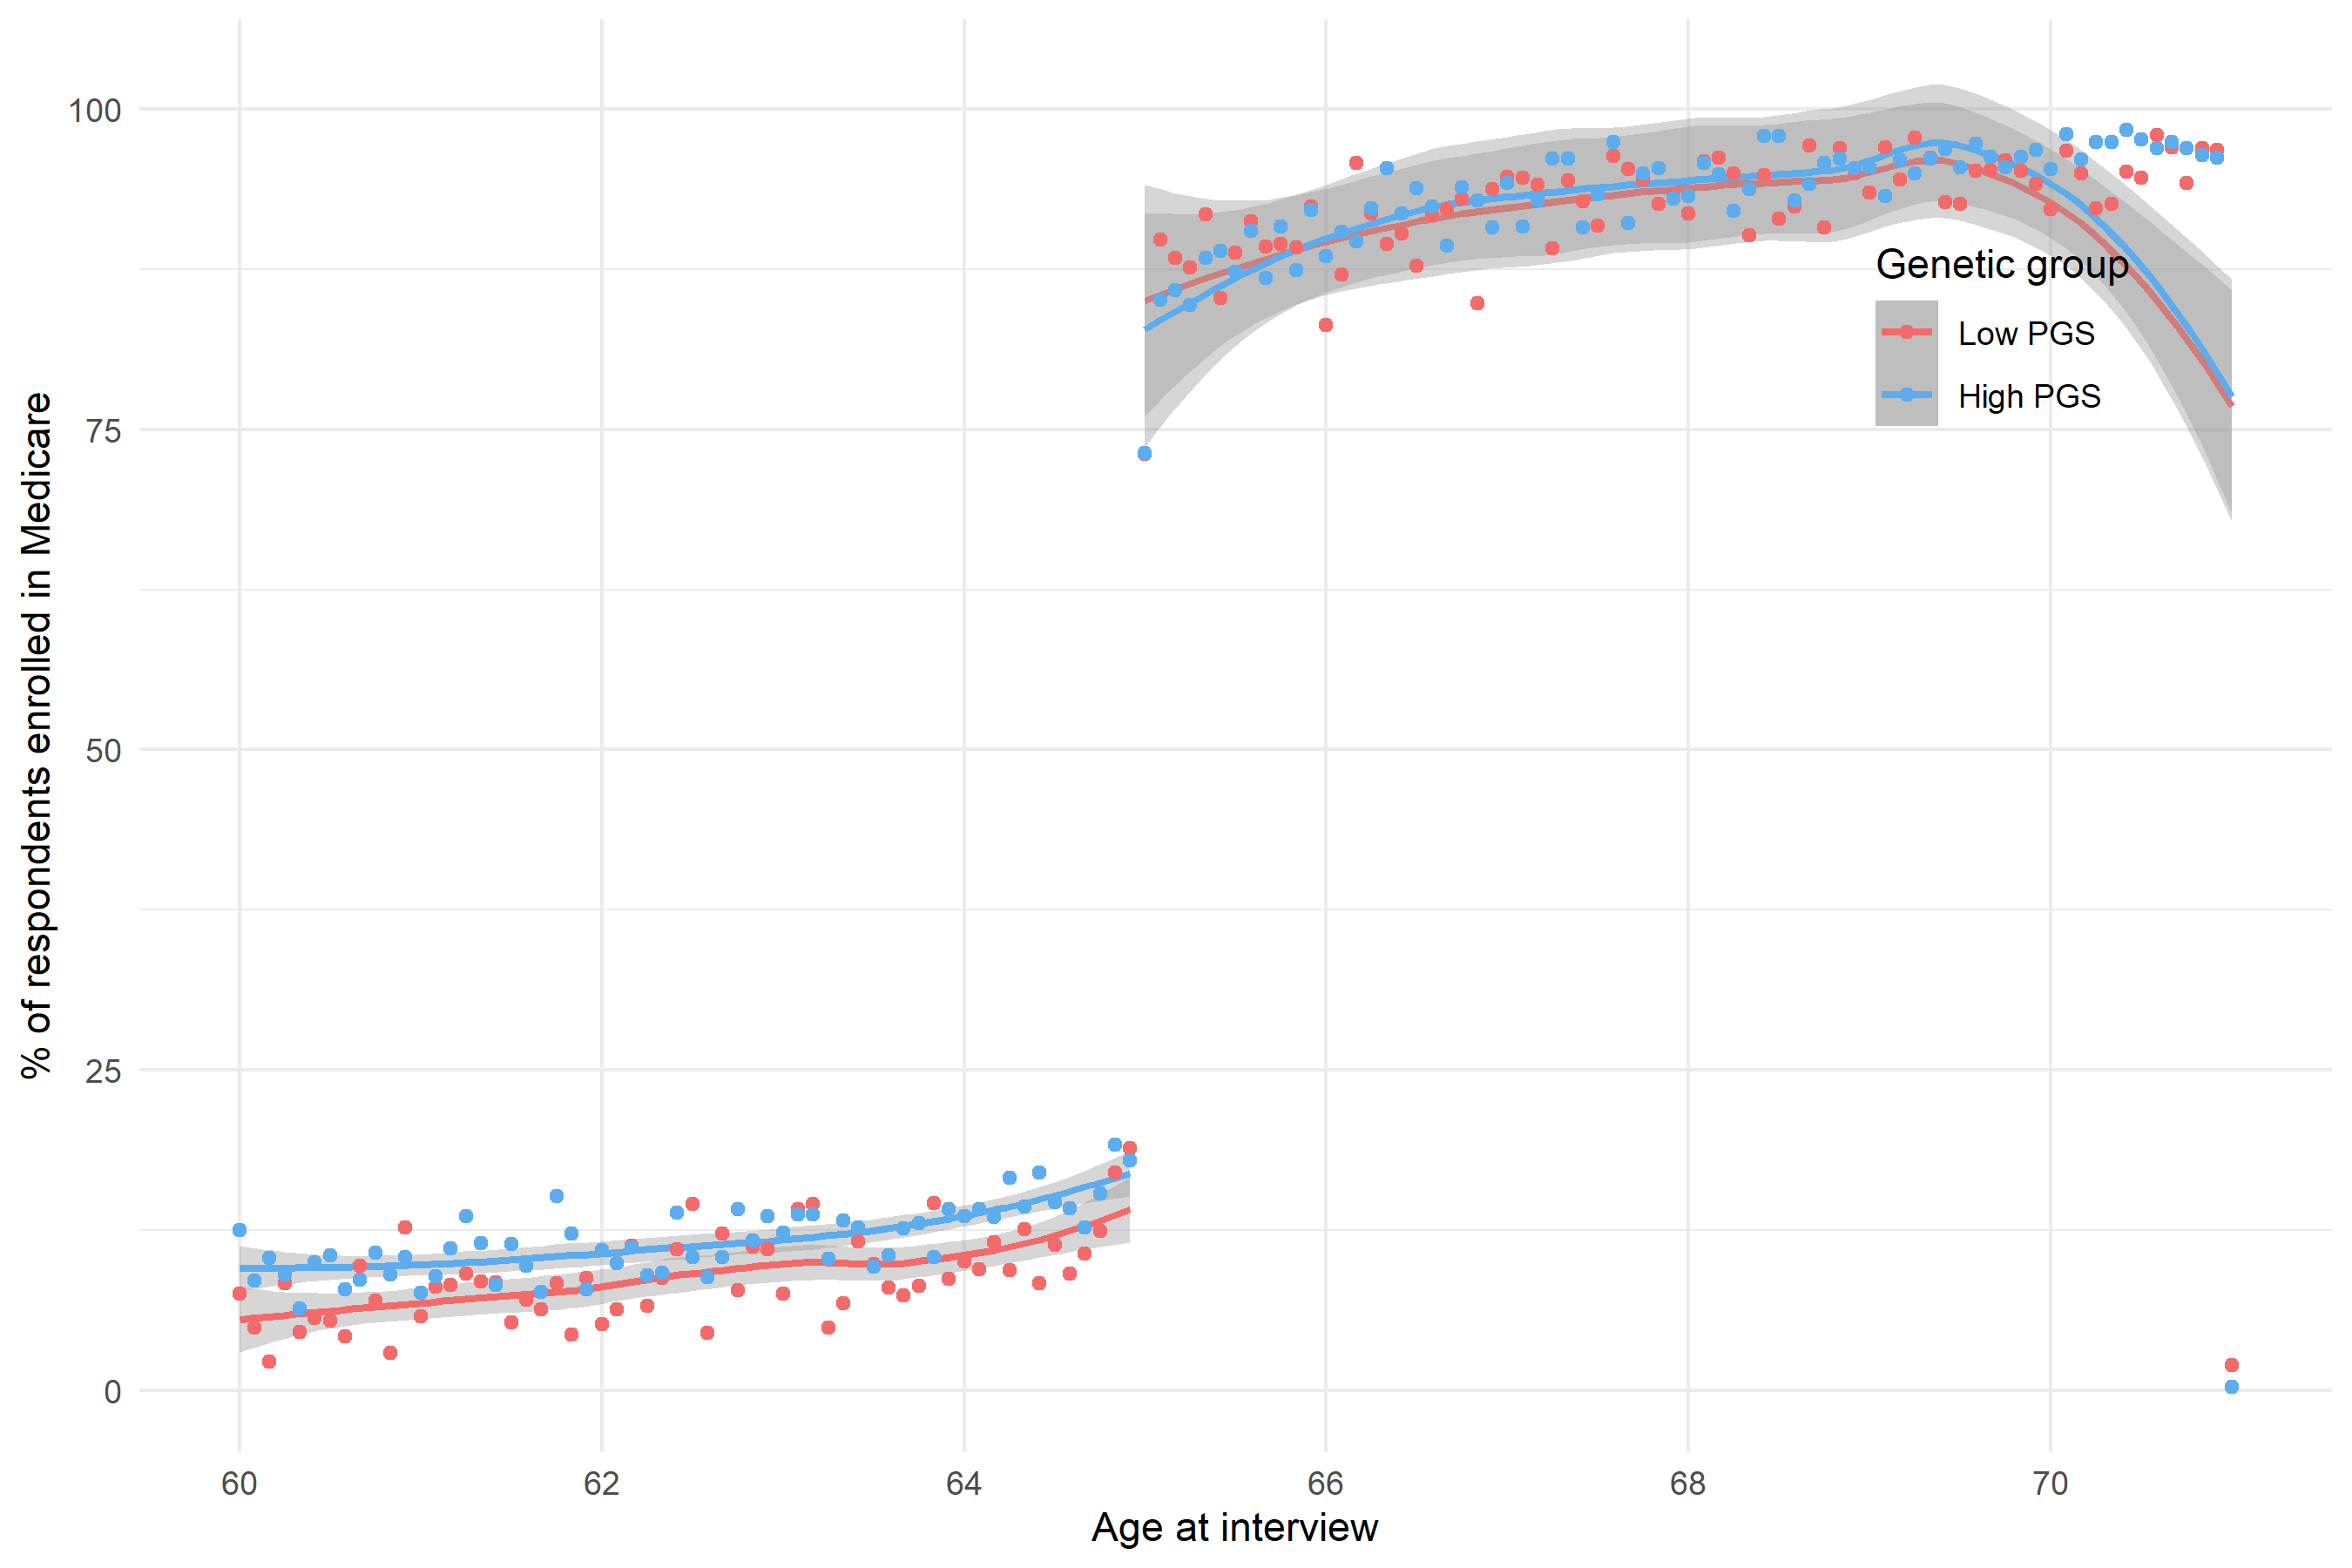 100
75
50
25
0
% of respondents enrolled in Medicare
Genetic group
Low PGS
High PGS
60 62 64 66 68 70
Age at interview